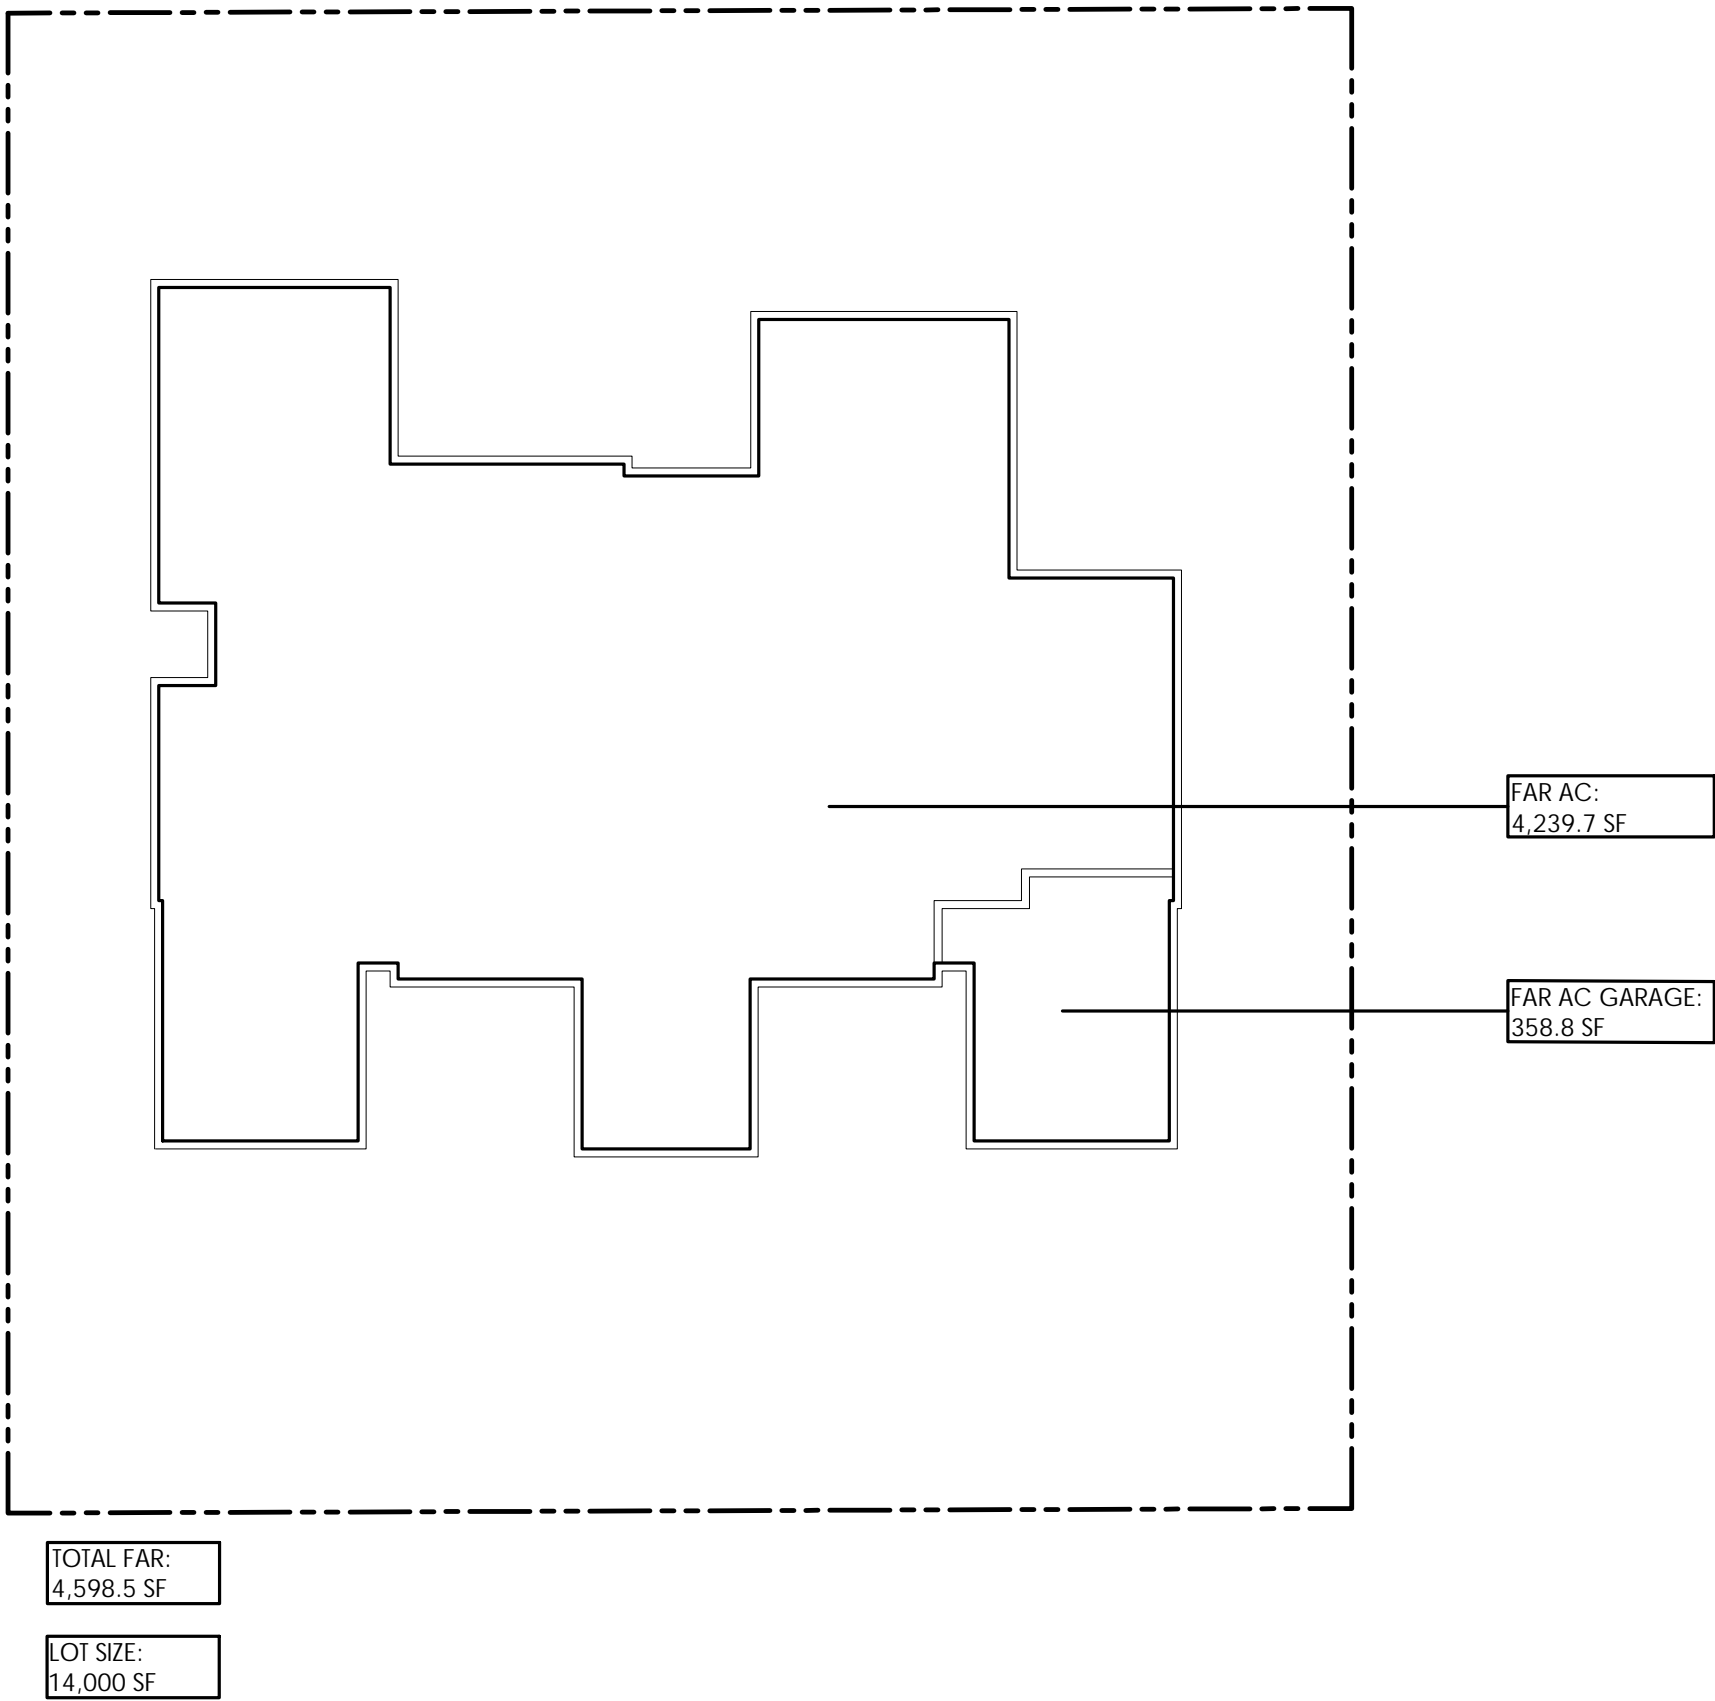 FAR AC:
4,239.7 SF
FAR AC GARAGE:
358.8 SF
TOTAL FAR:
4,598.5 SF
LOT SIZE:
14,000 SF